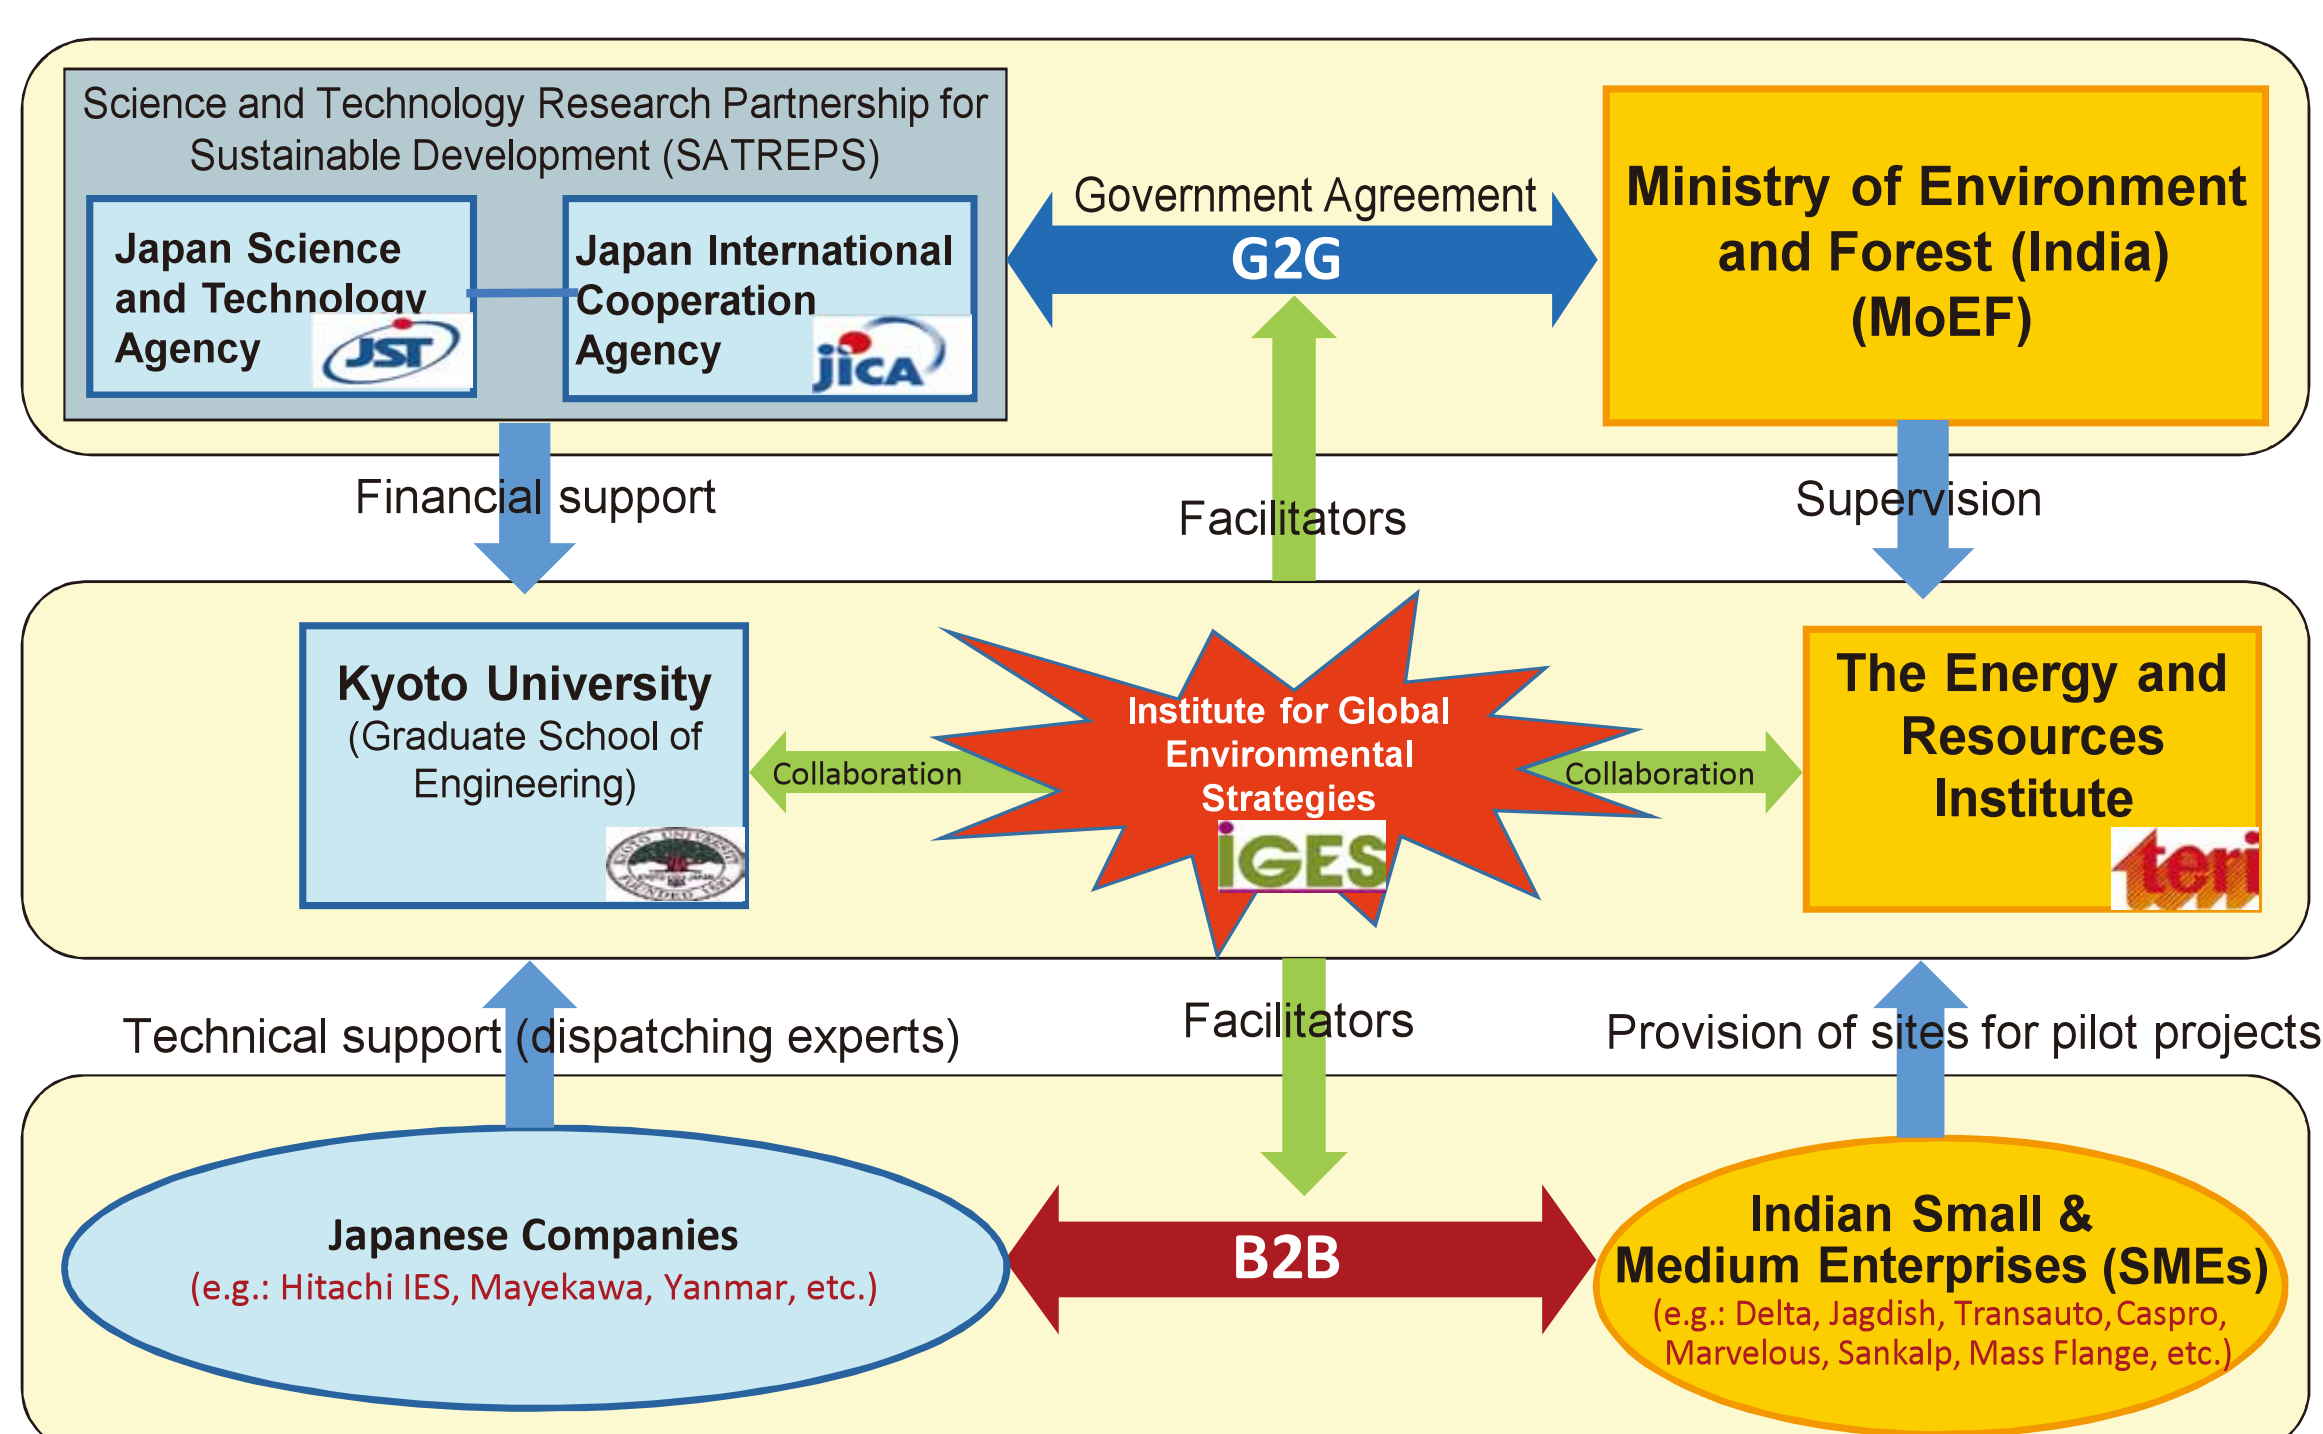 Science and Technology Research Partnership for
Sustainable Development (SATREPS)
Japan Science
and Technology
Agency
JST
Japan International
Cooperation
Agency
jICA
Government Agreement
G2G
Ministry of Environment
and Forest (India)
(MoEF)
Financial support
Facilitators
Supervision
Kyoto University
(Graduate School of
Engineering)
KYOTO UNIVERSITY
FOUNDED 1897
Collaboration
Institute for Global
Environmental
Strategies
iGES
Collaboration
The Energy and
Resources
Institute
teri
Technical support (dispatching experts)
Facilitators
Provision of sites for pilot projects
Japanese Companies
(e.g.: Hitachi IES, Mayekawa, Yanmar, etc.)
B2B
Indian Small &
Medium Enterprises (SMEs)
(e.g.: Delta, Jagdish, Transauto, Caspro,
Marvelous, Sankalp, Mass Flange, etc.)